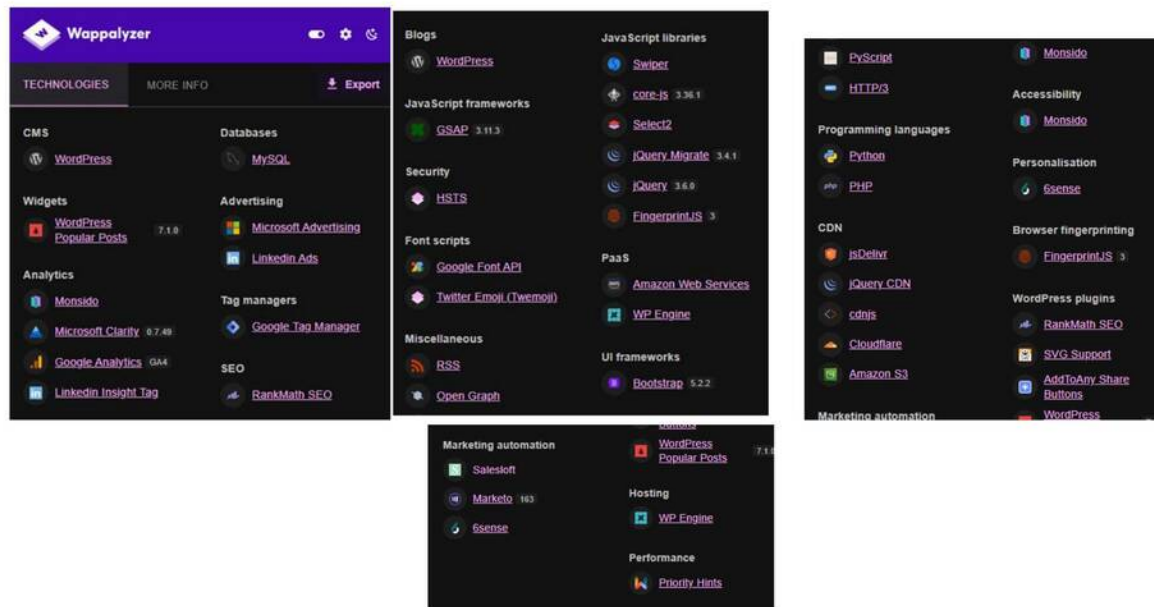 Wappalyzer
TECHNOLOGIES
MORE INFO
Export
CMS
WordPress
Widgets
WordPress
Popular Posts 7.1.0
Analytics
Monsido
Microsoft Clarity 0.7.49
Google Analytics GA4
Linkedin Insight Tag
Databases
MySQL
Advertising
Microsoft Advertising
Linkedin Ads
Tag managers
Google Tag Manager
SEO
RankMath SEO
Blogs
WordPress
JavaScript frameworks
GSAP 3.11.3
Security
HSTS
Font scripts
Google Font API
Twitter Emoji (Twemoji)
Miscellaneous
RSS
Open Graph
JavaScript libraries
Swiper
core-js 3.36.1
Select2
jQuery Migrate 3.4.1
jQuery 3.6.0
FingerprintJS 3
PaaS
Amazon Web Services
WP Engine
UI frameworks
Bootstrap 5.2.2
PyScript
HTTP/3
Programming languages
Python
php PHP
CDN
jsDelivr
jQuery CDN
cdnjs
Cloudflare
Amazon S3
Marketing automation
Monsido
Accessibility
Monsido
Personalisation
6sense
Browser fingerprinting
FingerprintJS 3
WordPress plugins
RankMath SEO
SVG Support
AddToAny Share
Buttons
WordPress
Marketing automation
Salesloft
Marketo 163
6sense
Buttons
WordPress
Popular Posts 7.1.0
Hosting
WP Engine
Performance
Priority Hints